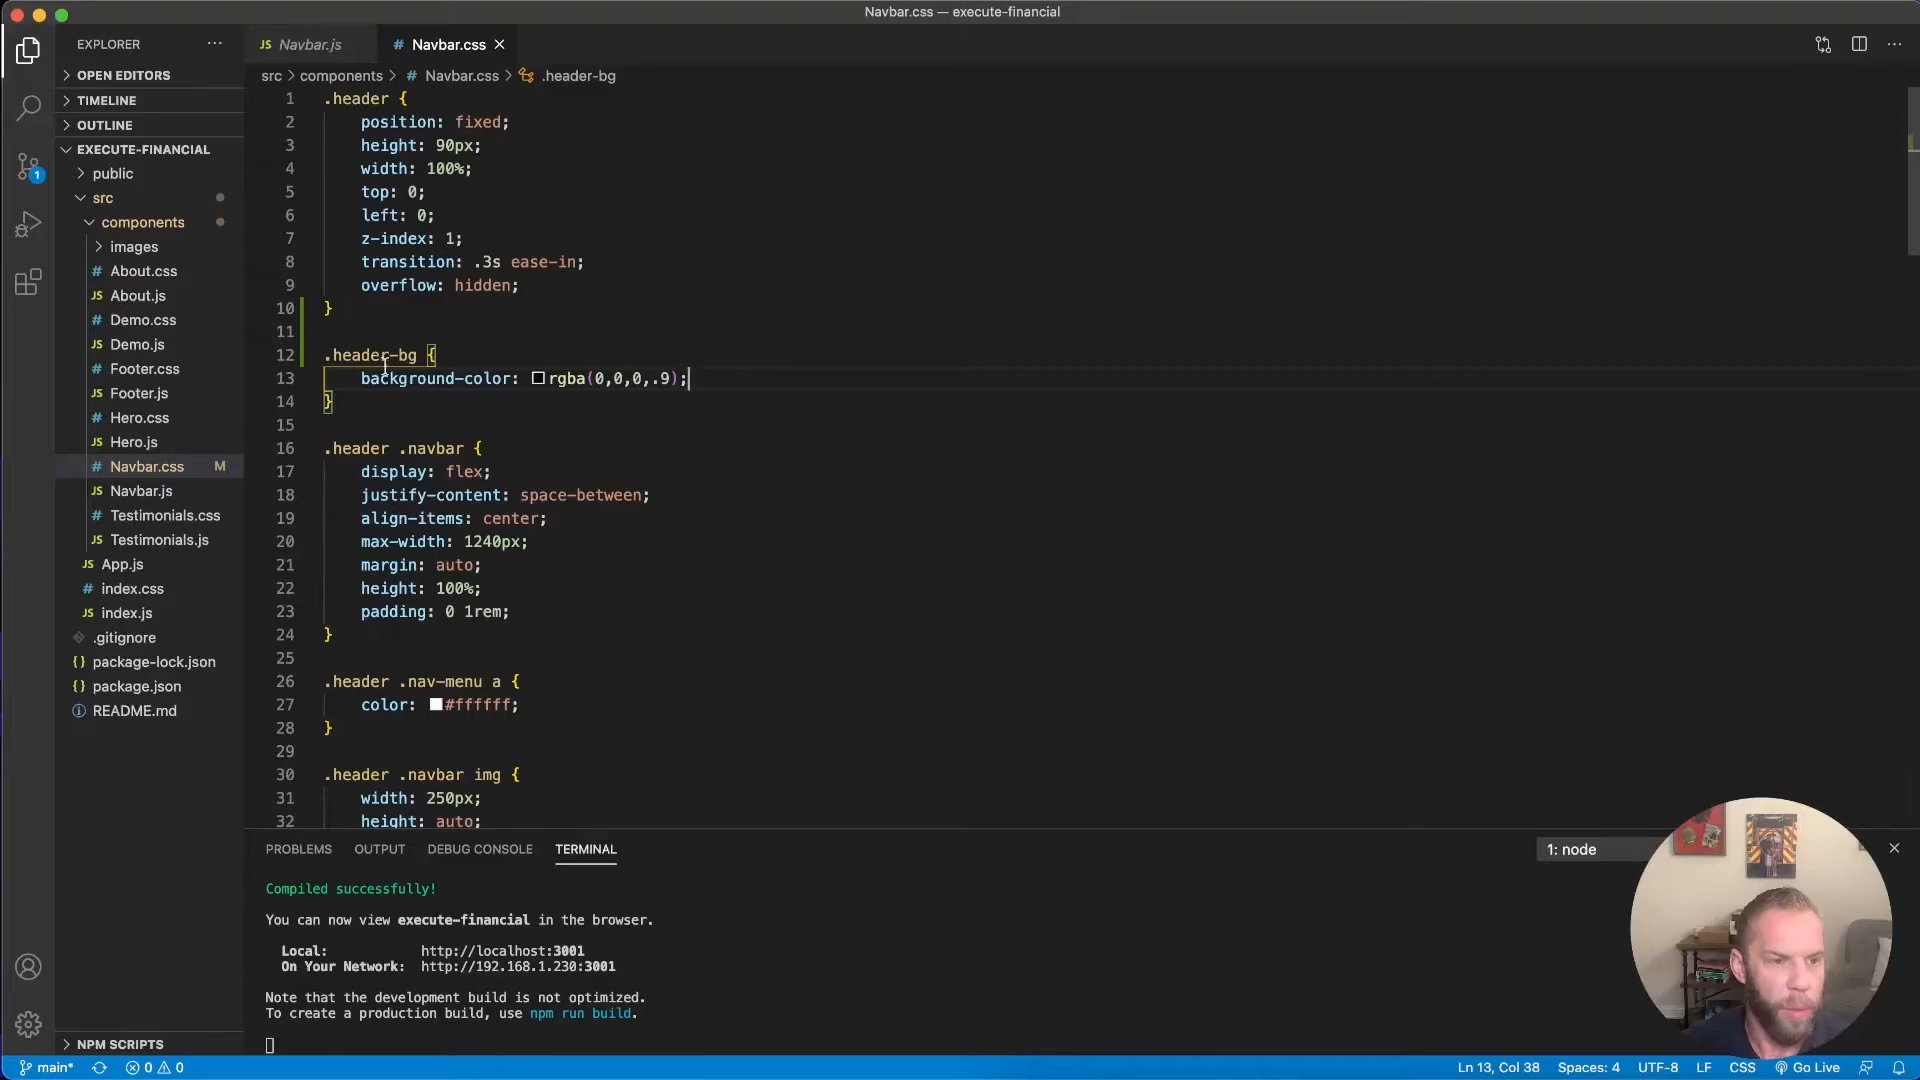 Navbar.css — execute-financial
EXPLORER
OPEN EDITORS
TIMELINE
OUTLINE
EXECUTE-FINANCIAL
public
src
components
images
# About.css
JS About.js
# Demo.css
JS Demo.js
# Footer.css
JS Footer.js
# Hero.css
JS Hero.js
# Navbar.css M
JS Navbar.js
# Testimonials.css
JS Testimonials.js
JS App.js
# index.css
JS index.js
.gitignore
{} package-lock.json
{} package.json
README.md
NPM SCRIPTS
1
JS Navbar.js
# Navbar.css
src > components > # Navbar.css > .header-bg
1 .header {
2 position: fixed;
3 height: 90px;
4 width: 100%;
5 top: 0;
6 left: 0;
7 z-index: 1;
8 transition: .3s ease-in;
9 overflow: hidden;
10 }
11
12 .header-bg {
13 background-color: rgba(0,0,0,.9);
14 }
15
16 .header .navbar {
17 display: flex;
18 justify-content: space-between;
19 align-items: center;
20 max-width: 1240px;
21 margin: auto;
22 height: 100%;
23 padding: 0 1rem;
24 }
25
26 .header .nav-menu a {
27 color: #ffffff;
28 }
29
30 .header .navbar img {
31 width: 250px;
32 height: auto;
PROBLEMS OUTPUT DEBUG CONSOLE TERMINAL
1: node
Compiled successfully!
You can now view execute-financial in the browser.
Local: http://localhost:3001
On Your Network: http://192.168.1.230:3001
Note that the development build is not optimized.
To create a production build, use npm run build.
main* 0 0
Ln 13, Col 38 Spaces: 4 UTF-8 LF CSS Go Live